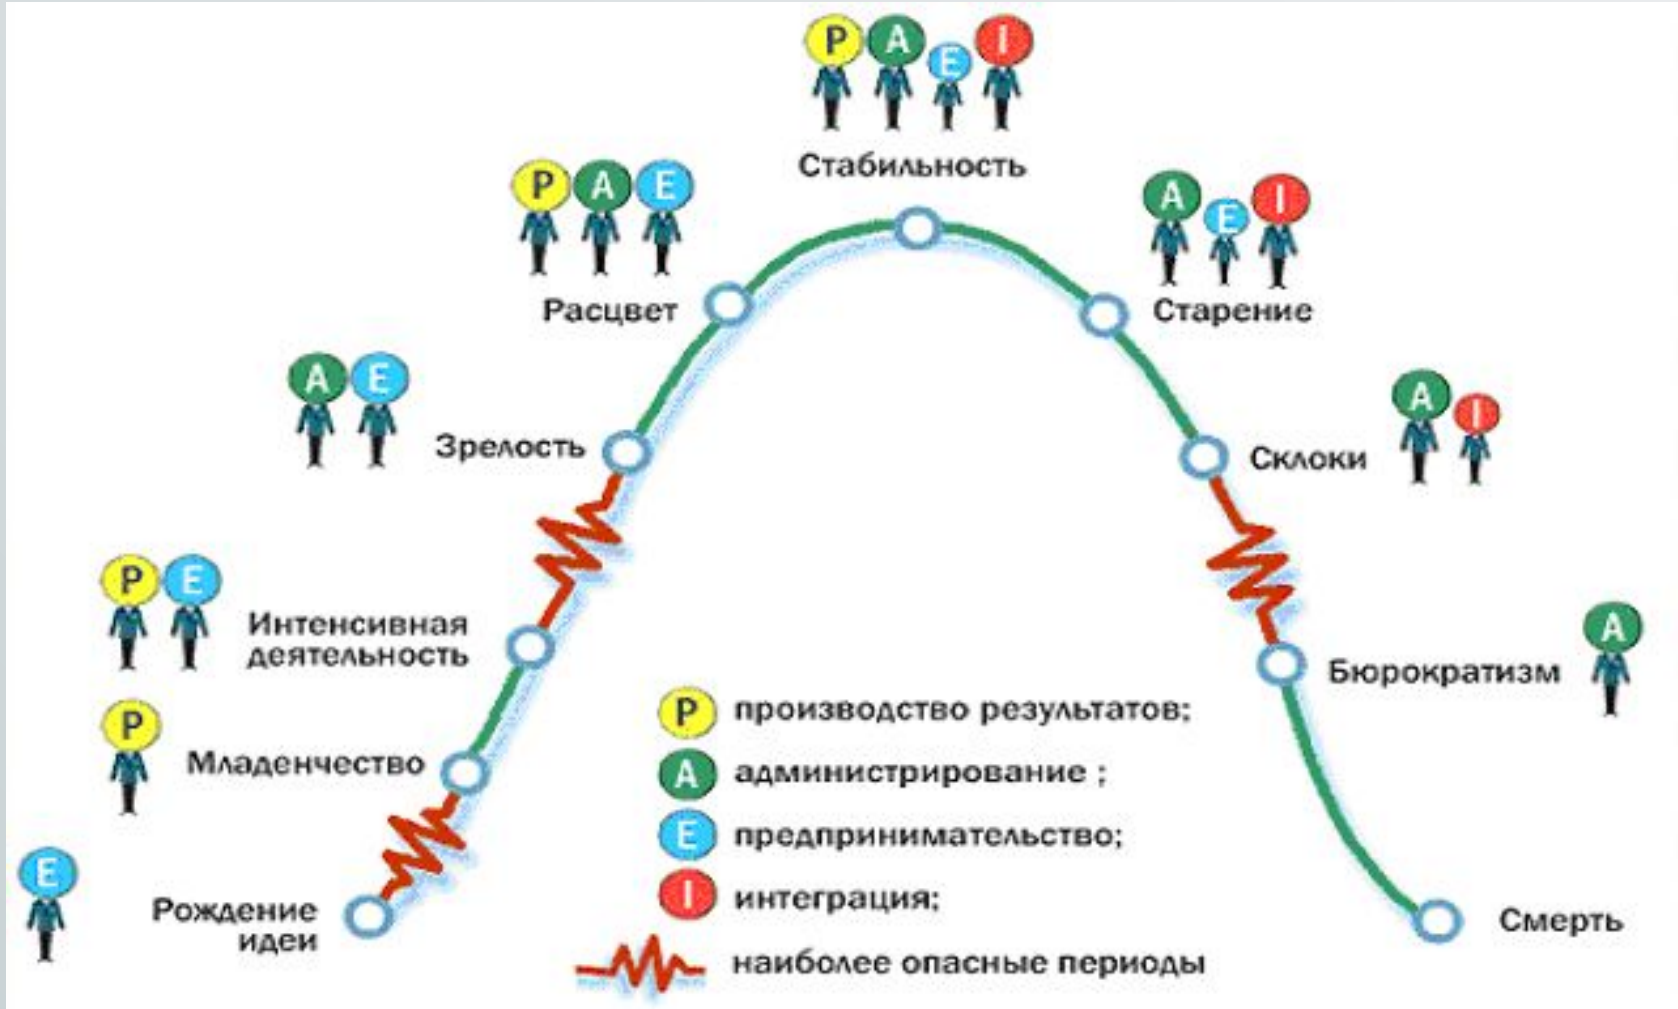 P A E I
Стабильность
P A E
Расцвет
A E I
Старение
A E
Зрелость
A I
Склоки
P E
Интенсивная
деятельность
A
Бюрократизм
P
Младенчество
E
Рождение
идеи
Смерть
P производство результатов;
A администрирование ;
E предпринимательство;
I интеграция;
наиболее опасные периоды